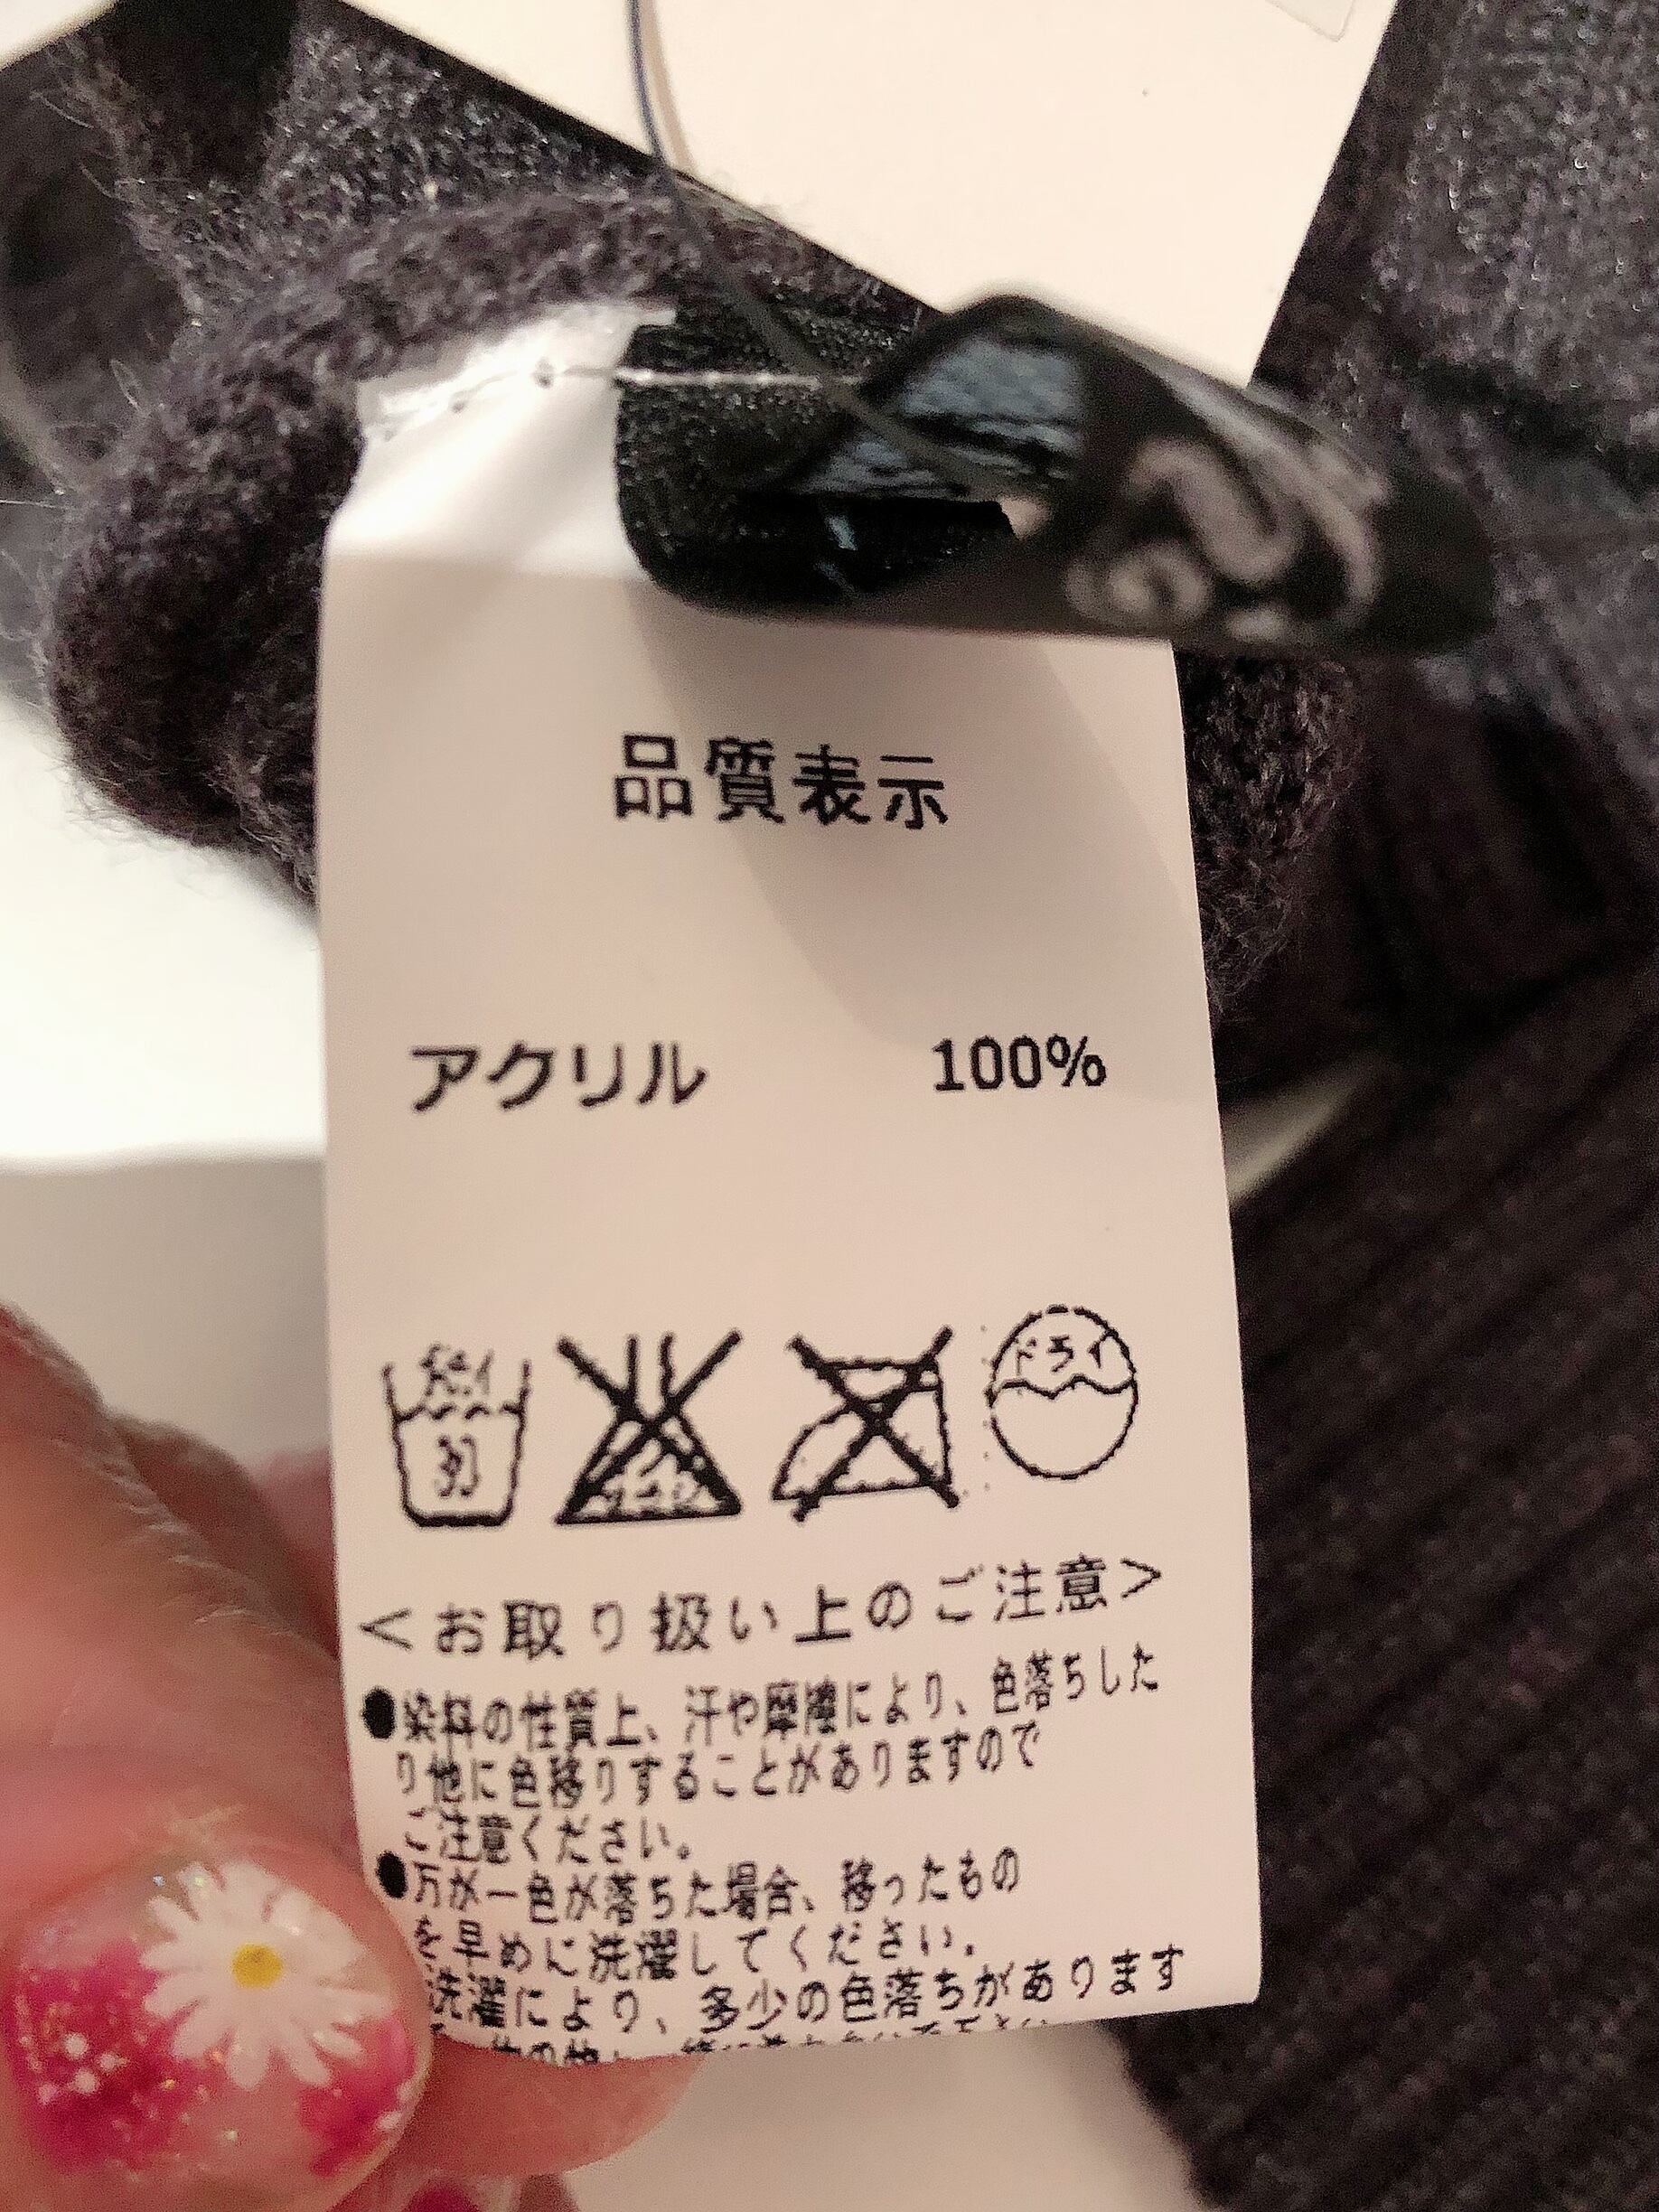 品質表示
アクリル 100%
手洗イ
30
ドライ
<お取り扱い上のご注意>
●染料の性質上、汗や摩擦により、色落ちした
り他に色移りすることがありますので
ご注意ください。
●万が一色が落ちた場合、移ったもの
を早めに洗濯してください。
洗濯により、多少の色落ちがあります